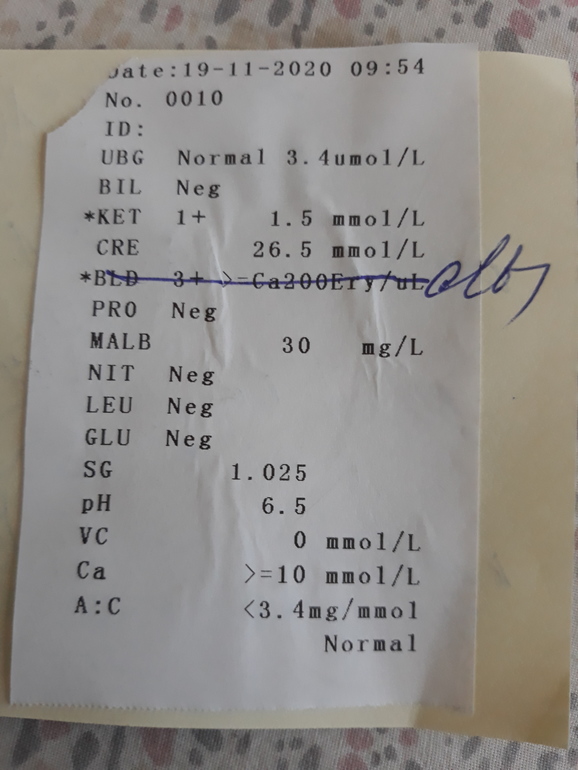 Date:19-11-2020 09:54
No. 0010
ID:
UBG Normal 3.4umol/L
BIL Neg
*KET 1+ 1.5 mmol/L
CRE 26.5 mmol/L
*BLD 3+ >=Ca200Ery/uL
PRO Neg
MALB 30 mg/L
NIT Neg
LEU Neg
GLU Neg
SG 1.025
pH 6.5
VC 0 mmol/L
Ca >=10 mmol/L
A:C <3.4mg/mmol
Normal